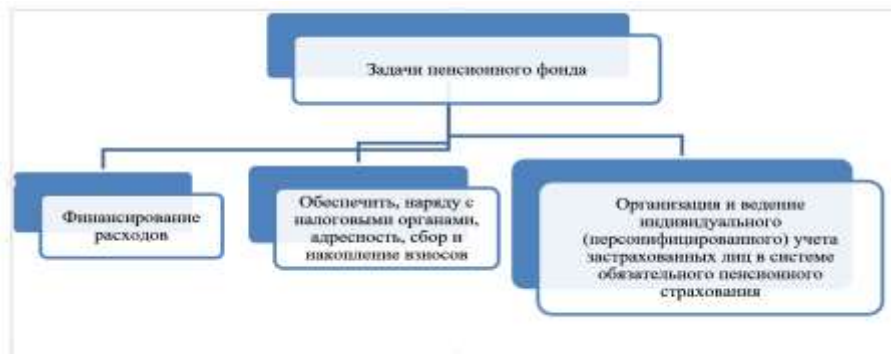 Задачи пенсионного фонда
Финансирование
расходов
Обеспечить, наряду с
налоговыми органами,
адресность, сбор и
накопление взносов
Организация и ведение
индивидуального
(персонифицированного) учета
застрахованных лиц в системе
обязательного пенсионного
страхования